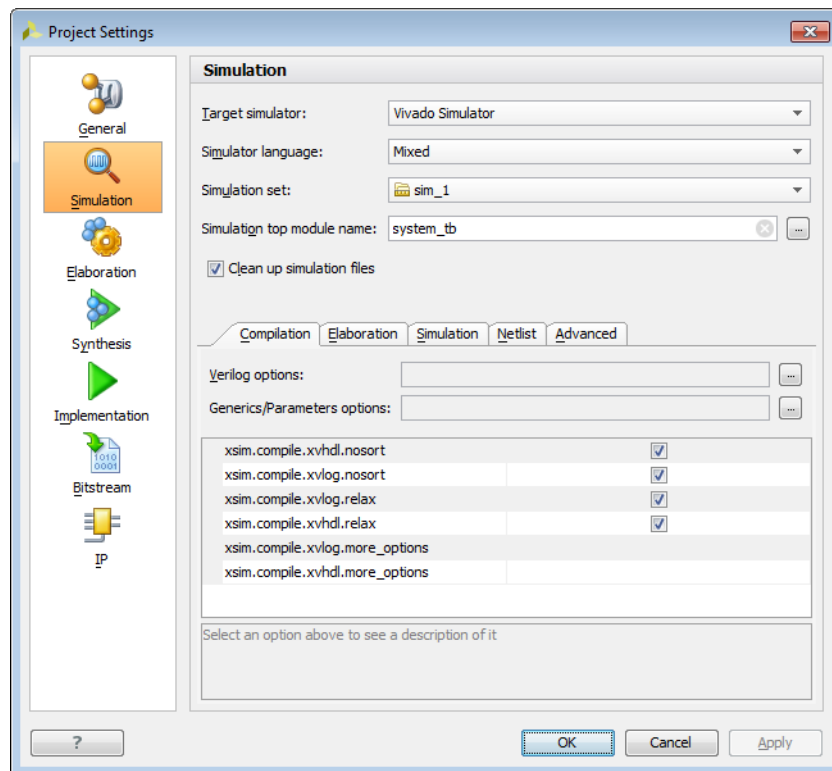 Project Settings
General
Simulation
Elaboration
Synthesis
Implementation
1010
0001
Bitstream
IP
Simulation
Target simulator: Vivado Simulator
Simulator language: Mixed
Simulation set: sim_1
Simulation top module name: system_tb ...
Clean up simulation files
Compilation Elaboration Simulation Netlist Advanced
Verilog options: ...
Generics/Parameters options: ...
xsim.compile.xvhdl.nosort
xsim.compile.xvlog.nosort
xsim.compile.xvlog.relax
xsim.compile.xvhdl.relax
xsim.compile.xvlog.more_options
xsim.compile.xvhdl.more_options
Select an option above to see a description of it
? OK Cancel Apply